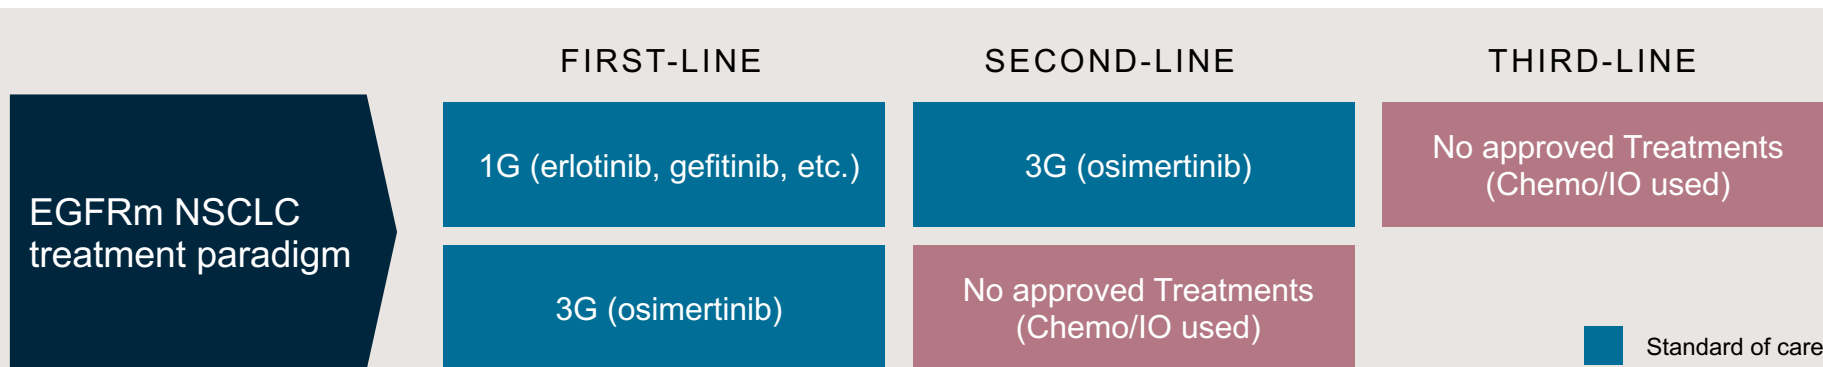 FIRST-LINE
SECOND-LINE
THIRD-LINE
EGFRm NSCLC
treatment paradigm
1G (erlotinib, gefitinib, etc.)
3G (osimertinib)
No approved Treatments
(Chemo/IO used)
3G (osimertinib)
No approved Treatments
(Chemo/IO used)
Standard of care